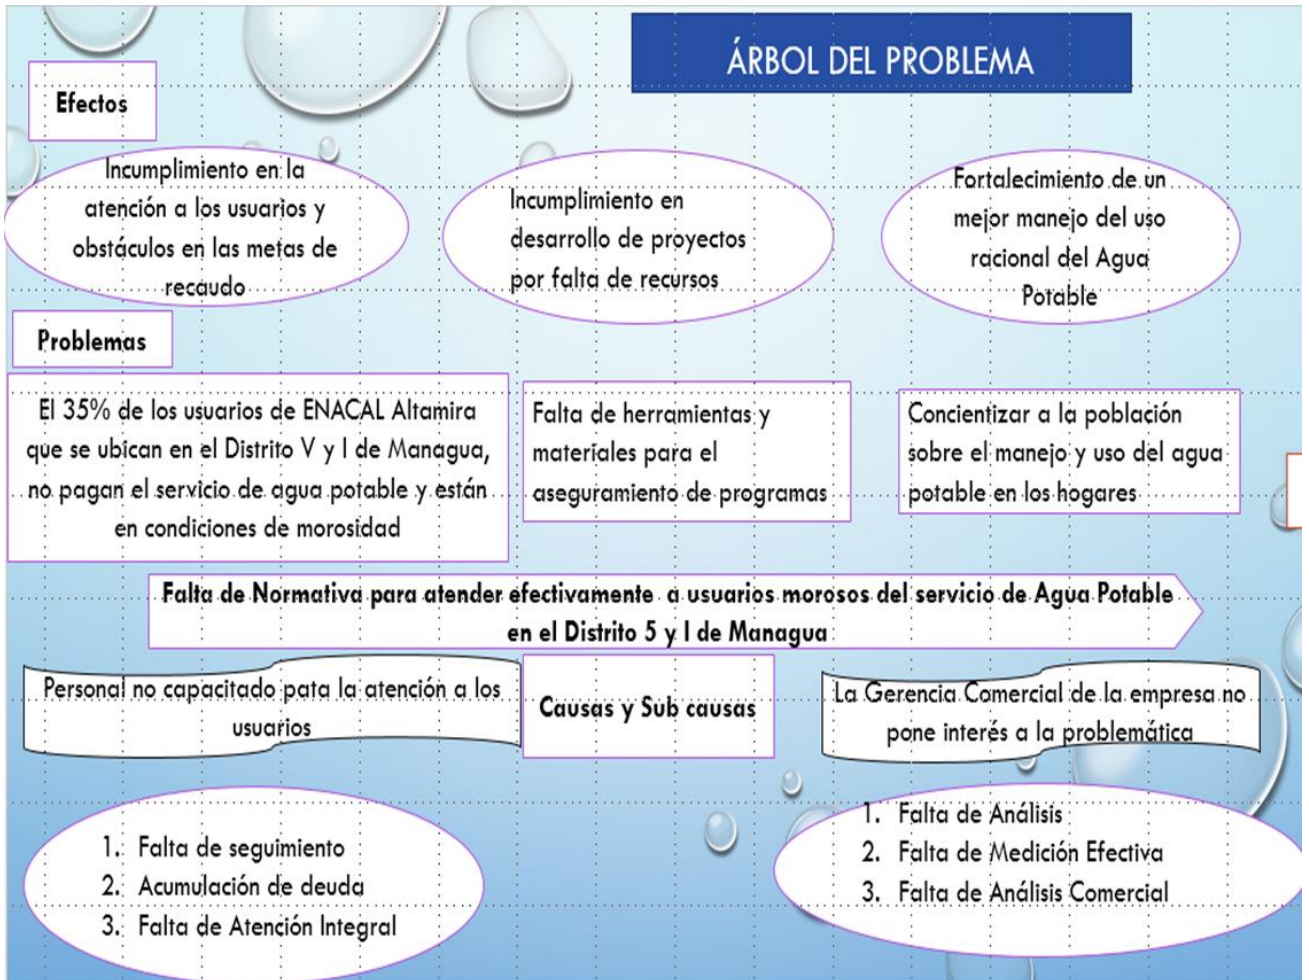 ÁRBOL DEL PROBLEMA
Efectos
Incumplimiento en la
atención a los usuarios y
obstáculos en las metas de
recaudo
Incumplimiento en
desarrollo de proyectos
por falta de recursos
Fortalecimiento de un
mejor manejo del uso
racional del Agua
Potable
Problemas
El 35% de los usuarios de ENACAL Altamira
que se ubican en el Distrito V y I de Managua,
no pagan el servicio de agua potable y están
en condiciones de morosidad
Falta de herramientas y
materiales para el
aseguramiento de programas
Concientizar a la población
sobre el manejo y uso del agua
potable en los hogares
Falta de Normativa para atender efectivamente a usuarios morosos del servicio de Agua Potable
en el Distrito 5 y I de Managua
Personal no capacitado pata la atención a los
usuarios
Causas y Sub causas
La Gerencia Comercial de la empresa no
pone interés a la problemática
1. Falta de seguimiento
2. Acumulación de deuda
3. Falta de Atención Integral
1. Falta de Análisis
2. Falta de Medición Efectiva
3. Falta de Análisis Comercial